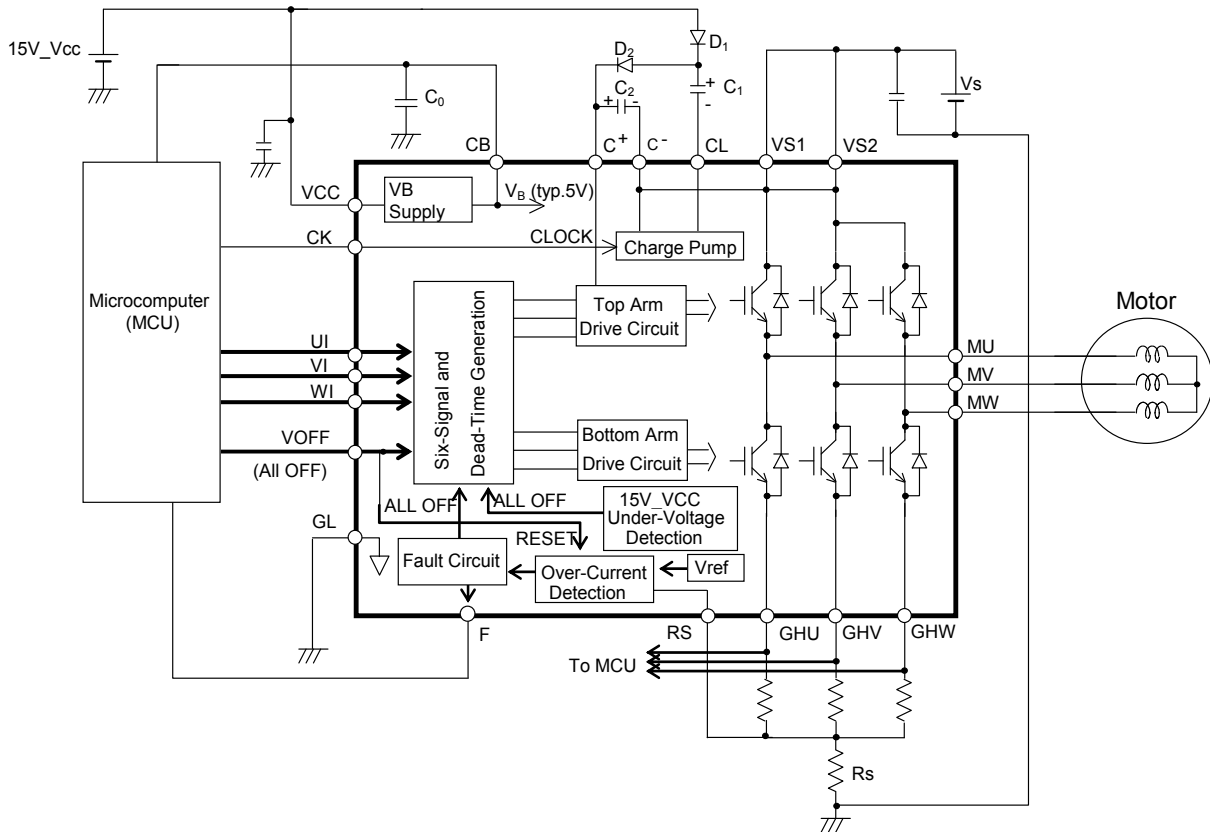 15V_Vcc
D₁
D₂
C₂
+ -
+
-
C₁
Vs
C₀
CB
C⁺
C⁻
CL
VS1
VS2
VCC
VB
Supply
V_B (typ.5V)
CK
CLOCK
Charge Pump
Microcomputer
(MCU)
Six-Signal and
Dead-Time Generation
Top Arm
Drive Circuit
Motor
UI
VI
WI
MU
MV
MW
VOFF
(All OFF)
Bottom Arm
Drive Circuit
ALL OFF
ALL OFF
15V_VCC
Under-Voltage
Detection
GL
RESET
Fault Circuit
Over-Current
Detection
Vref
F
RS
GHU
GHV
GHW
To MCU
Rs